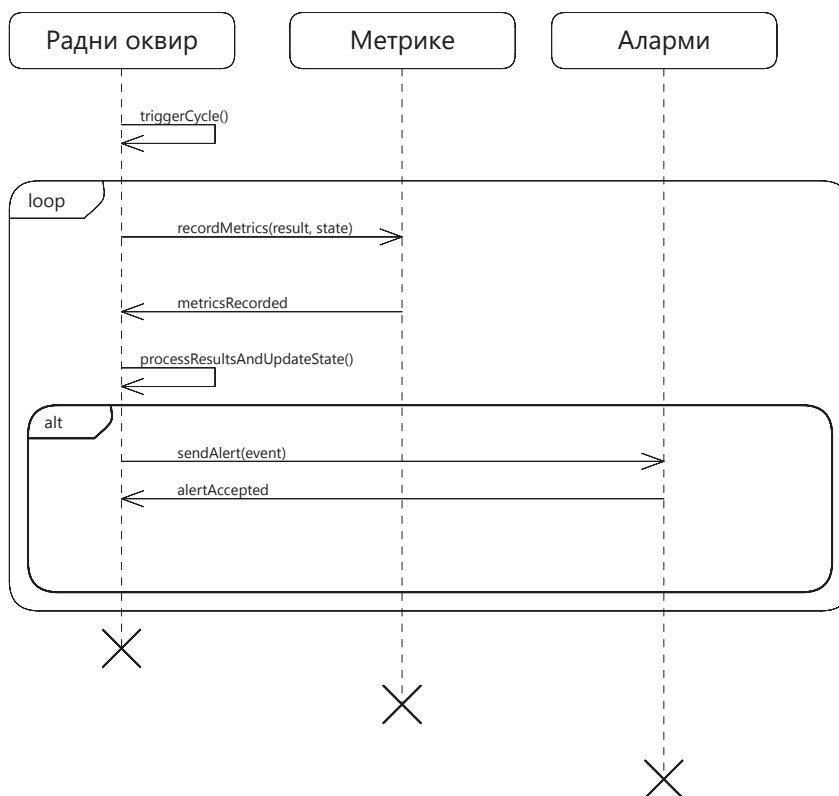 Радни оквир
Метрике
Аларми
triggerCycle()
loop
recordMetrics(result, state)
metricsRecorded
processResultsAndUpdateState()
alt
sendAlert(event)
alertAccepted